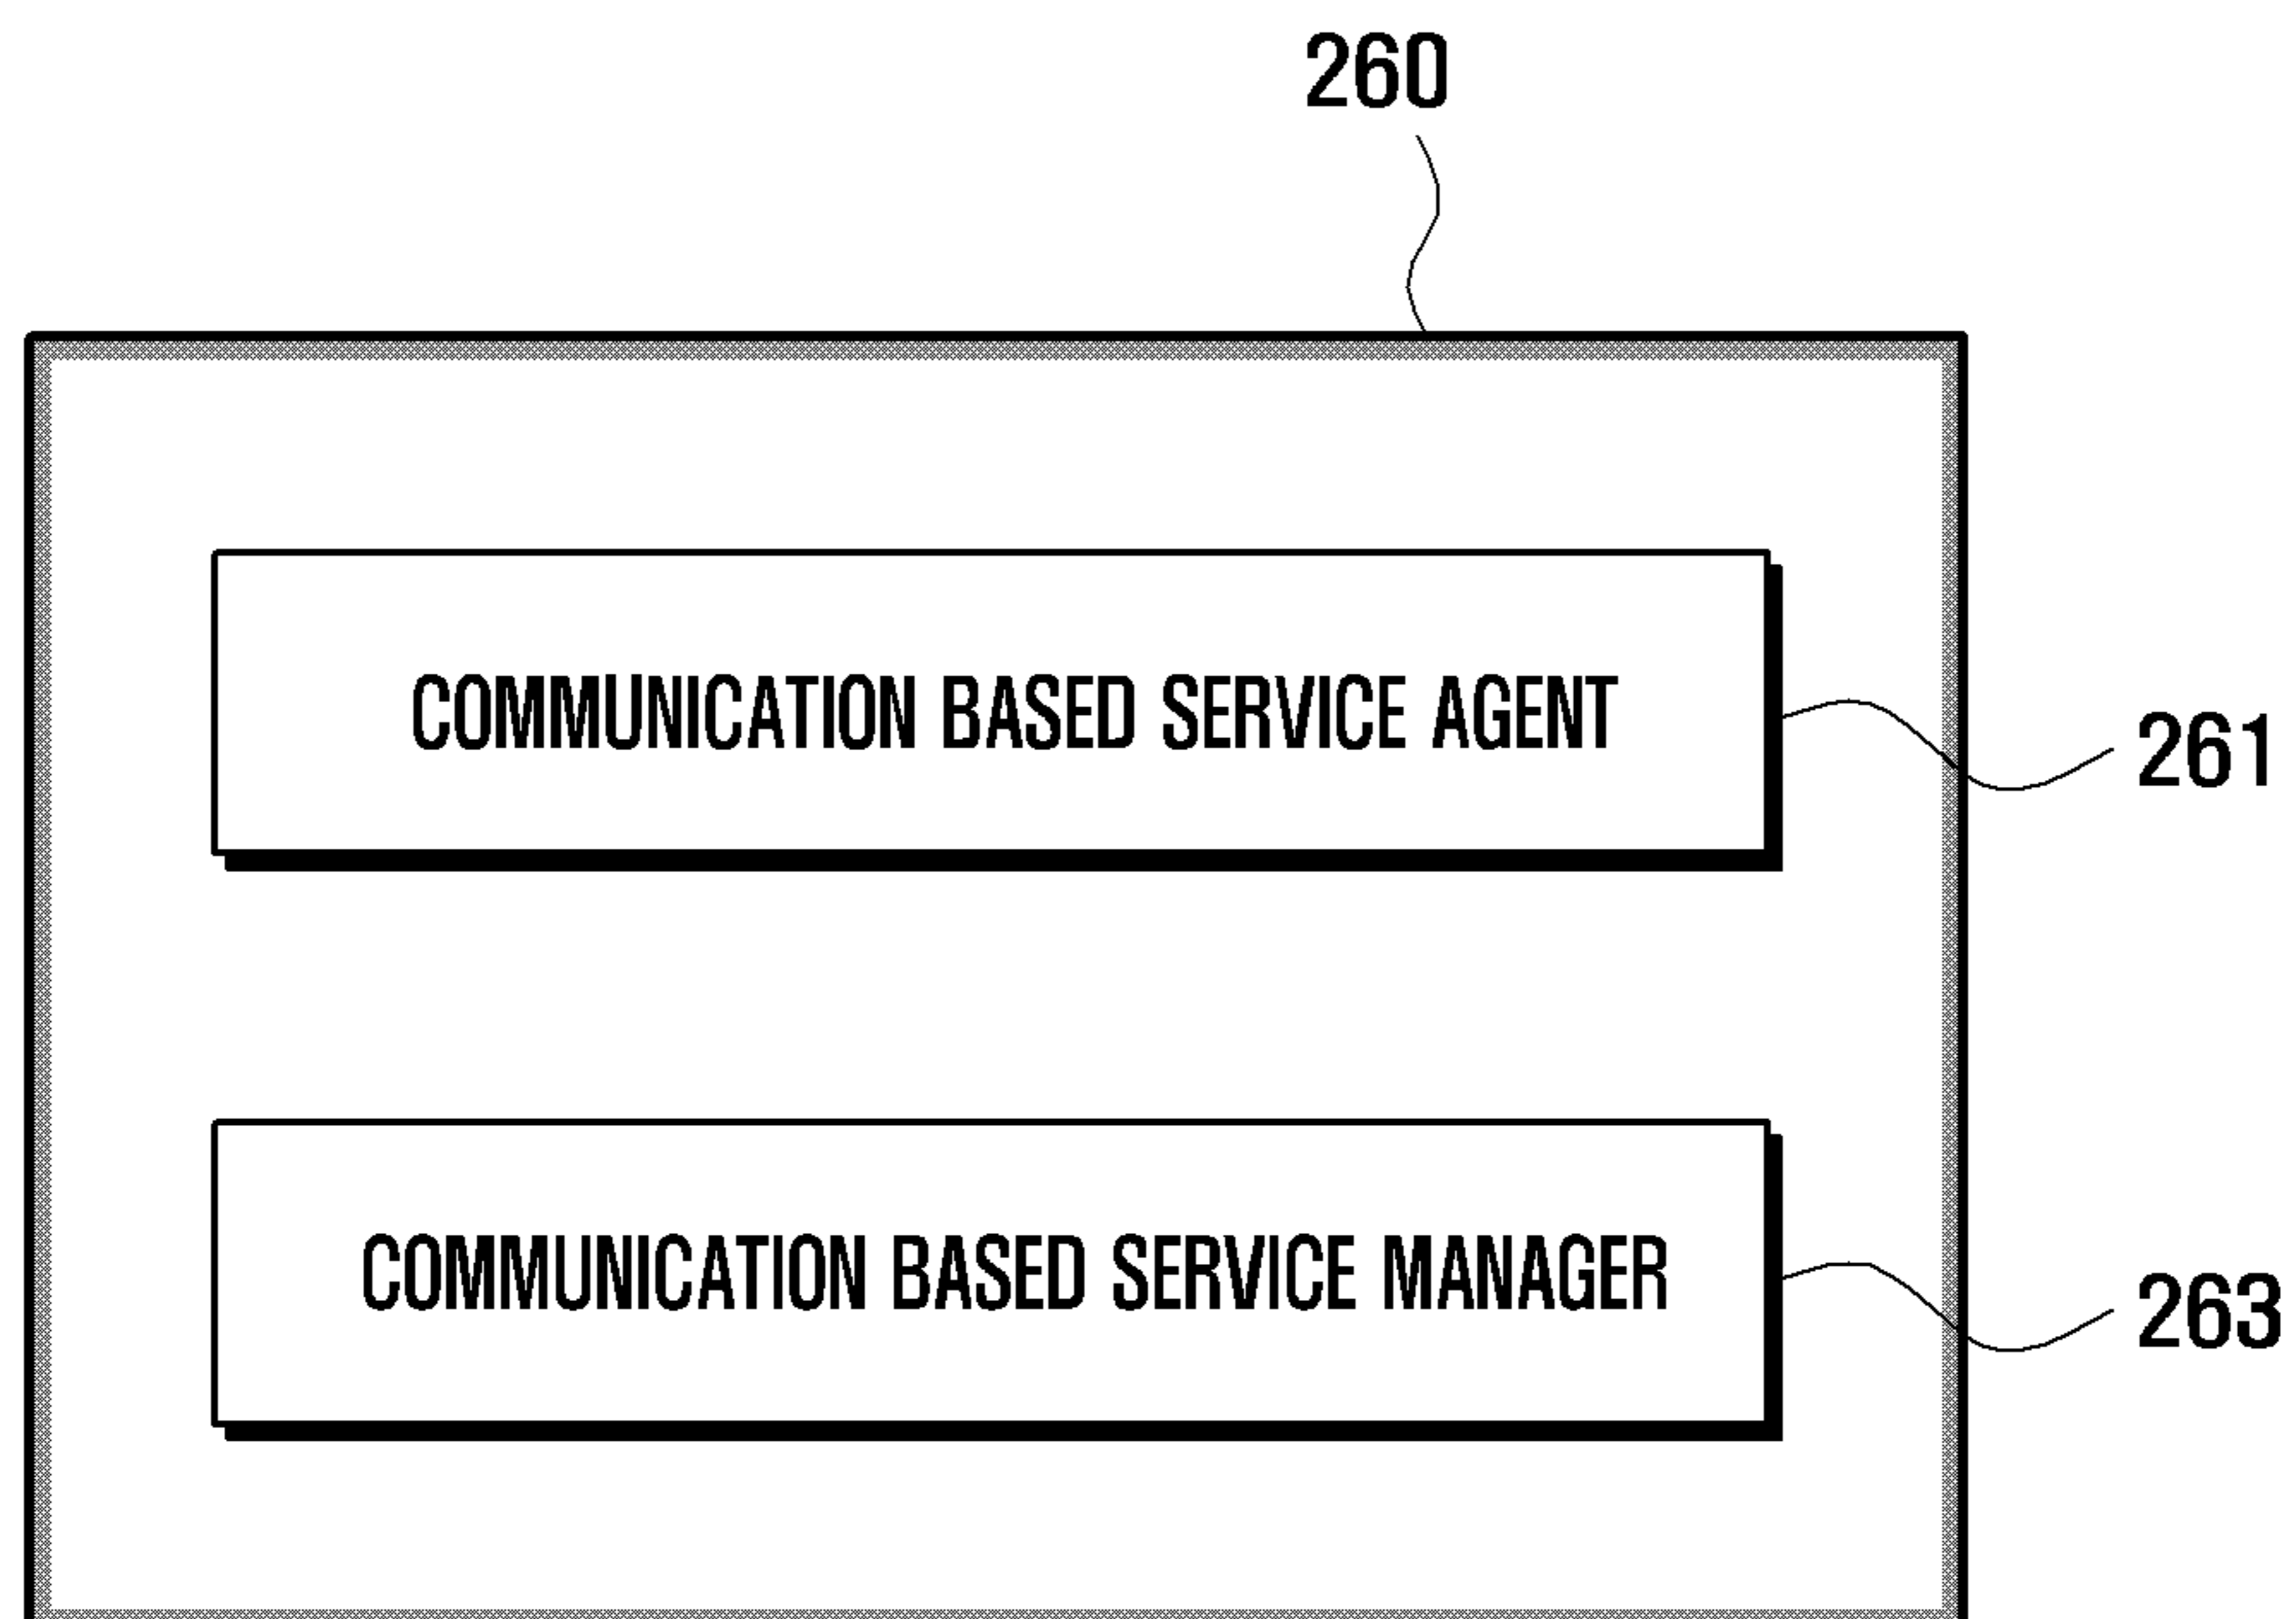 260
COMMUNICATION BASED SERVICE AGENT
261
COMMUNICATION BASED SERVICE MANAGER
263